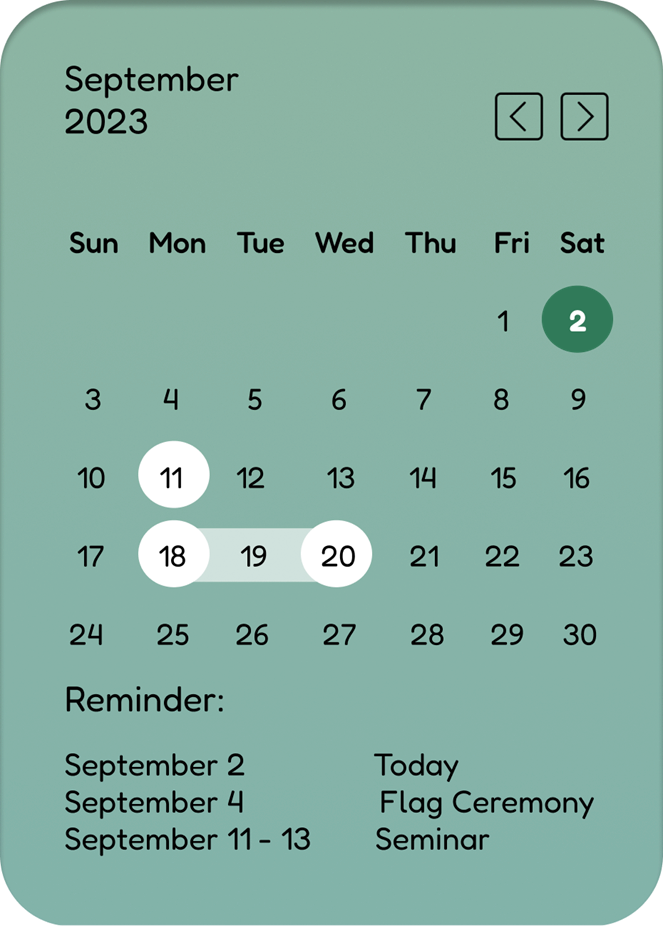 September
2023
Sun Mon Tue Wed Thu Fri Sat
1 2
3 4 5 6 7 8 9
10 11 12 13 14 15 16
17 18 19 20 21 22 23
24 25 26 27 28 29 30
Reminder:
September 2 Today
September 4 Flag Ceremony
September 11 - 13 Seminar